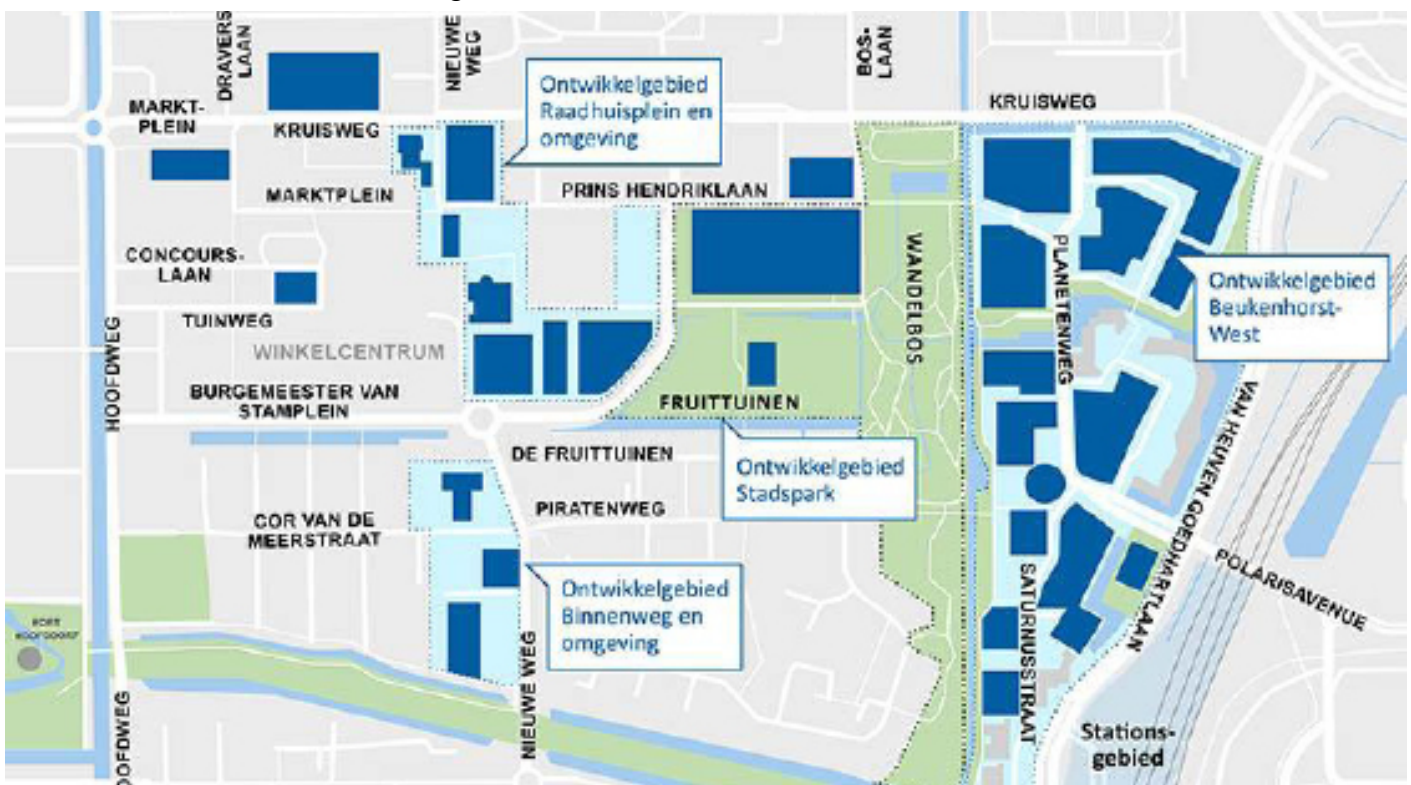 DRAVERS
LAAN
NIEUWE
WEG
BOS-
LAAN
Ontwikkelgebied
Raadhuisplein en
omgeving
MARKT-
PLEIN
KRUISWEG
KRUISWEG
MARKTPLEIN
PRINS HENDRIKLAAN
CONCOURS-
LAAN
TUINWEG
WANDELBOS
PLANETENWEG
Ontwikkelgebied
Beukenhorst-
West
HOOFDWEG
WINKELCENTRUM
BURGEMEESTER VAN
STAMPLEIN
FRUITTUINEN
DE FRUITTUINEN
Ontwikkelgebied
Stadspark
VAN HEUVEN GOEDHARTLAAN
COR VAN DE
MEERSTRAAT
PIRATENWEG
POLARISAVENUE
Ontwikkelgebied
Binnenweg en
omgeving
SATURNUSSTRAAT
NIEUWE WEG
OOFDWEG
Stations-
gebied